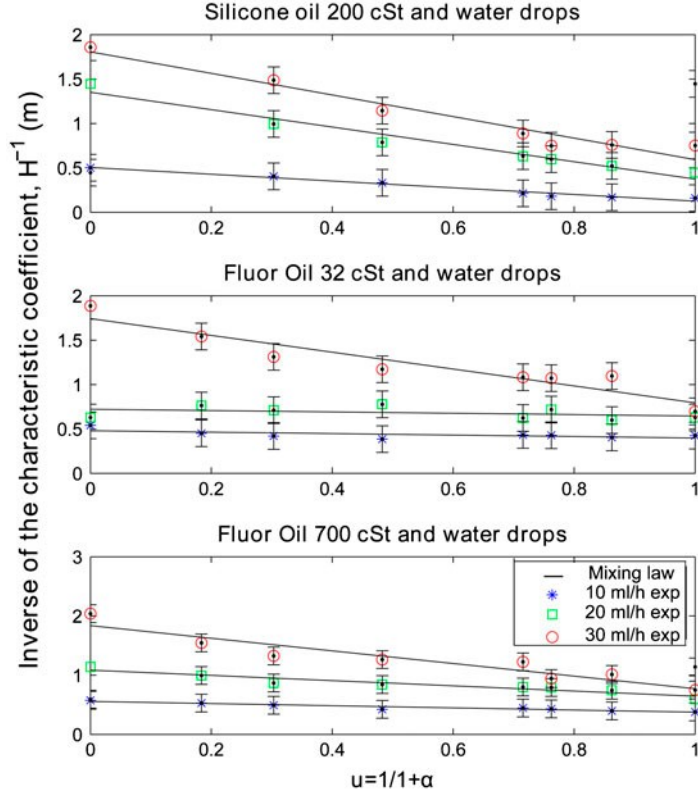 Silicone oil 200 cSt and water drops
2
1.5
1
0.5
0
0 0.2 0.4 0.6 0.8 1
Fluor Oil 32 cSt and water drops
2
1.5
1
0.5
0
0 0.2 0.4 0.6 0.8 1
Fluor Oil 700 cSt and water drops
3
2
1
0
0 0.2 0.4 0.6 0.8 1
Mixing law
10 ml/h exp
20 ml/h exp
30 ml/h exp
u=1/1+α
Inverse of the characteristic coefficient, H⁻¹ (m)